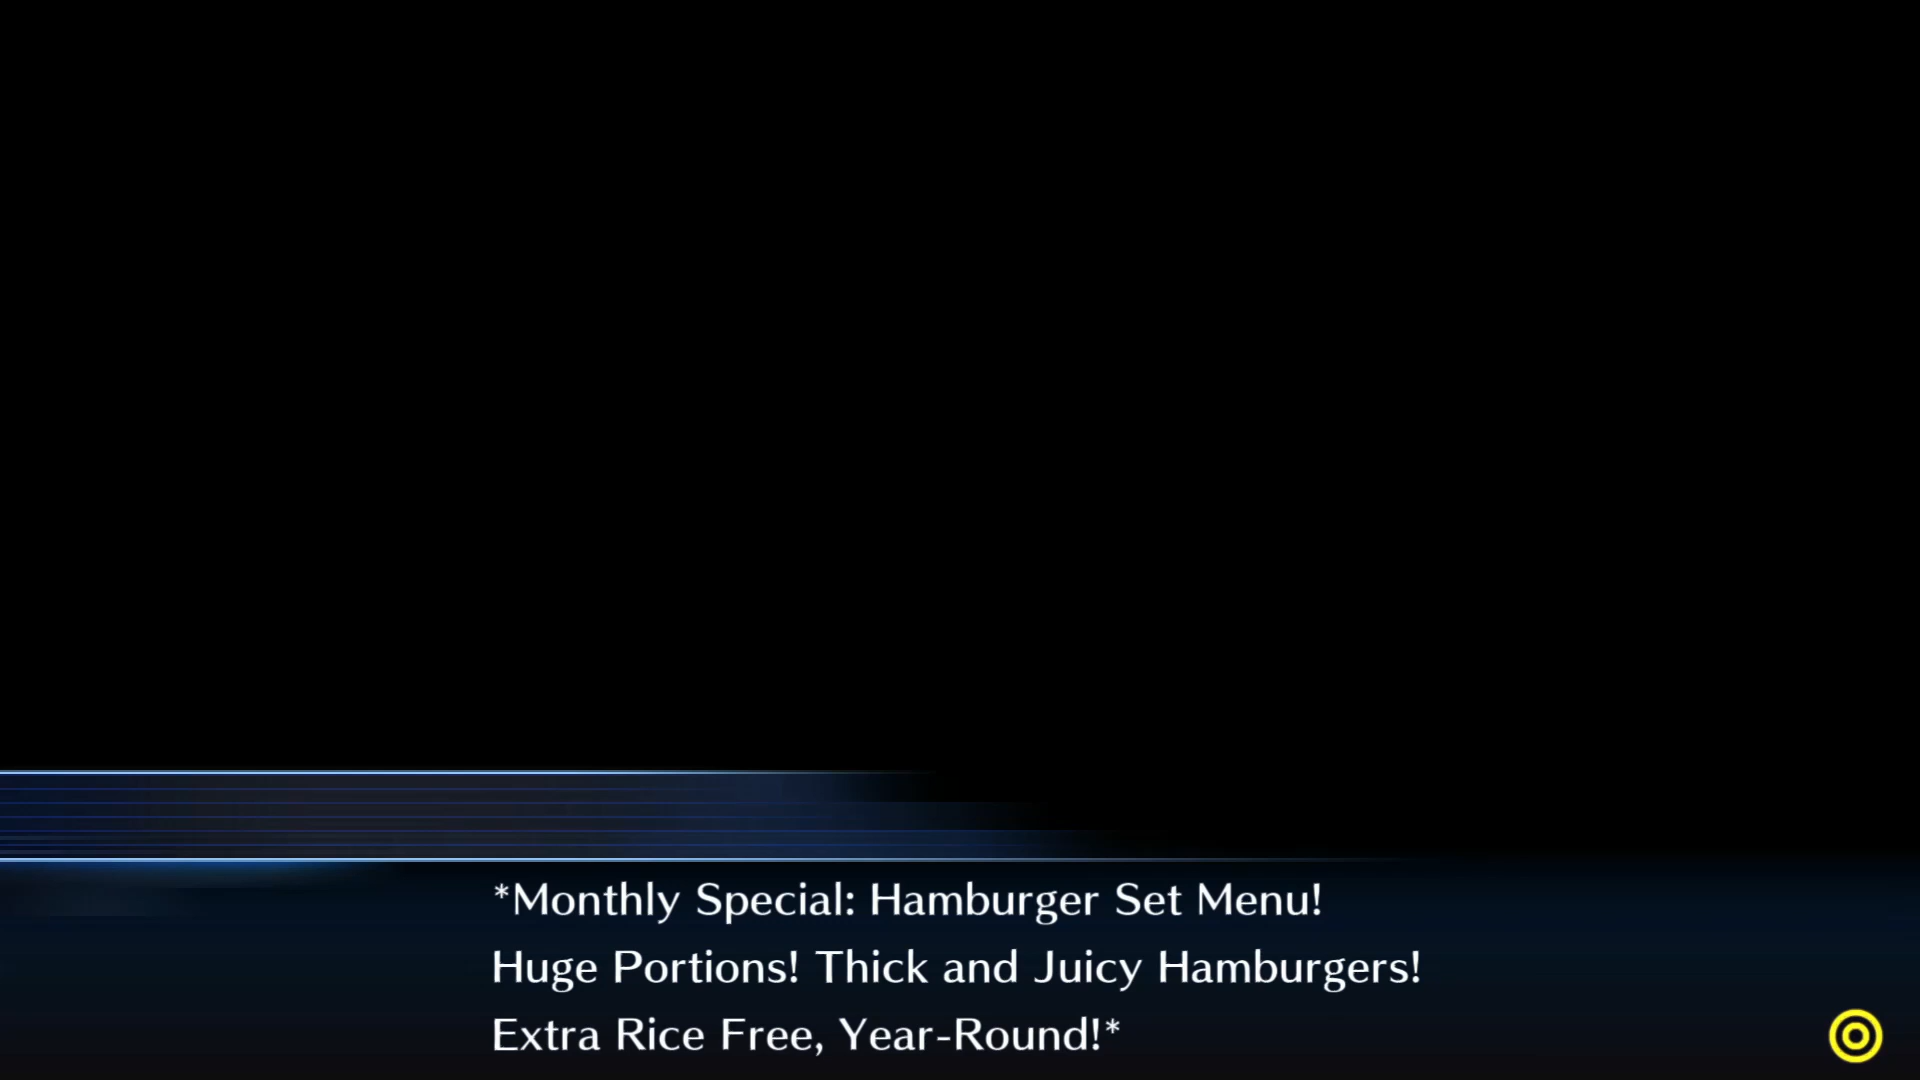 *Monthly Special: Hamburger Set Menu!
Huge Portions! Thick and Juicy Hamburgers!
Extra Rice Free, Year-Round!*